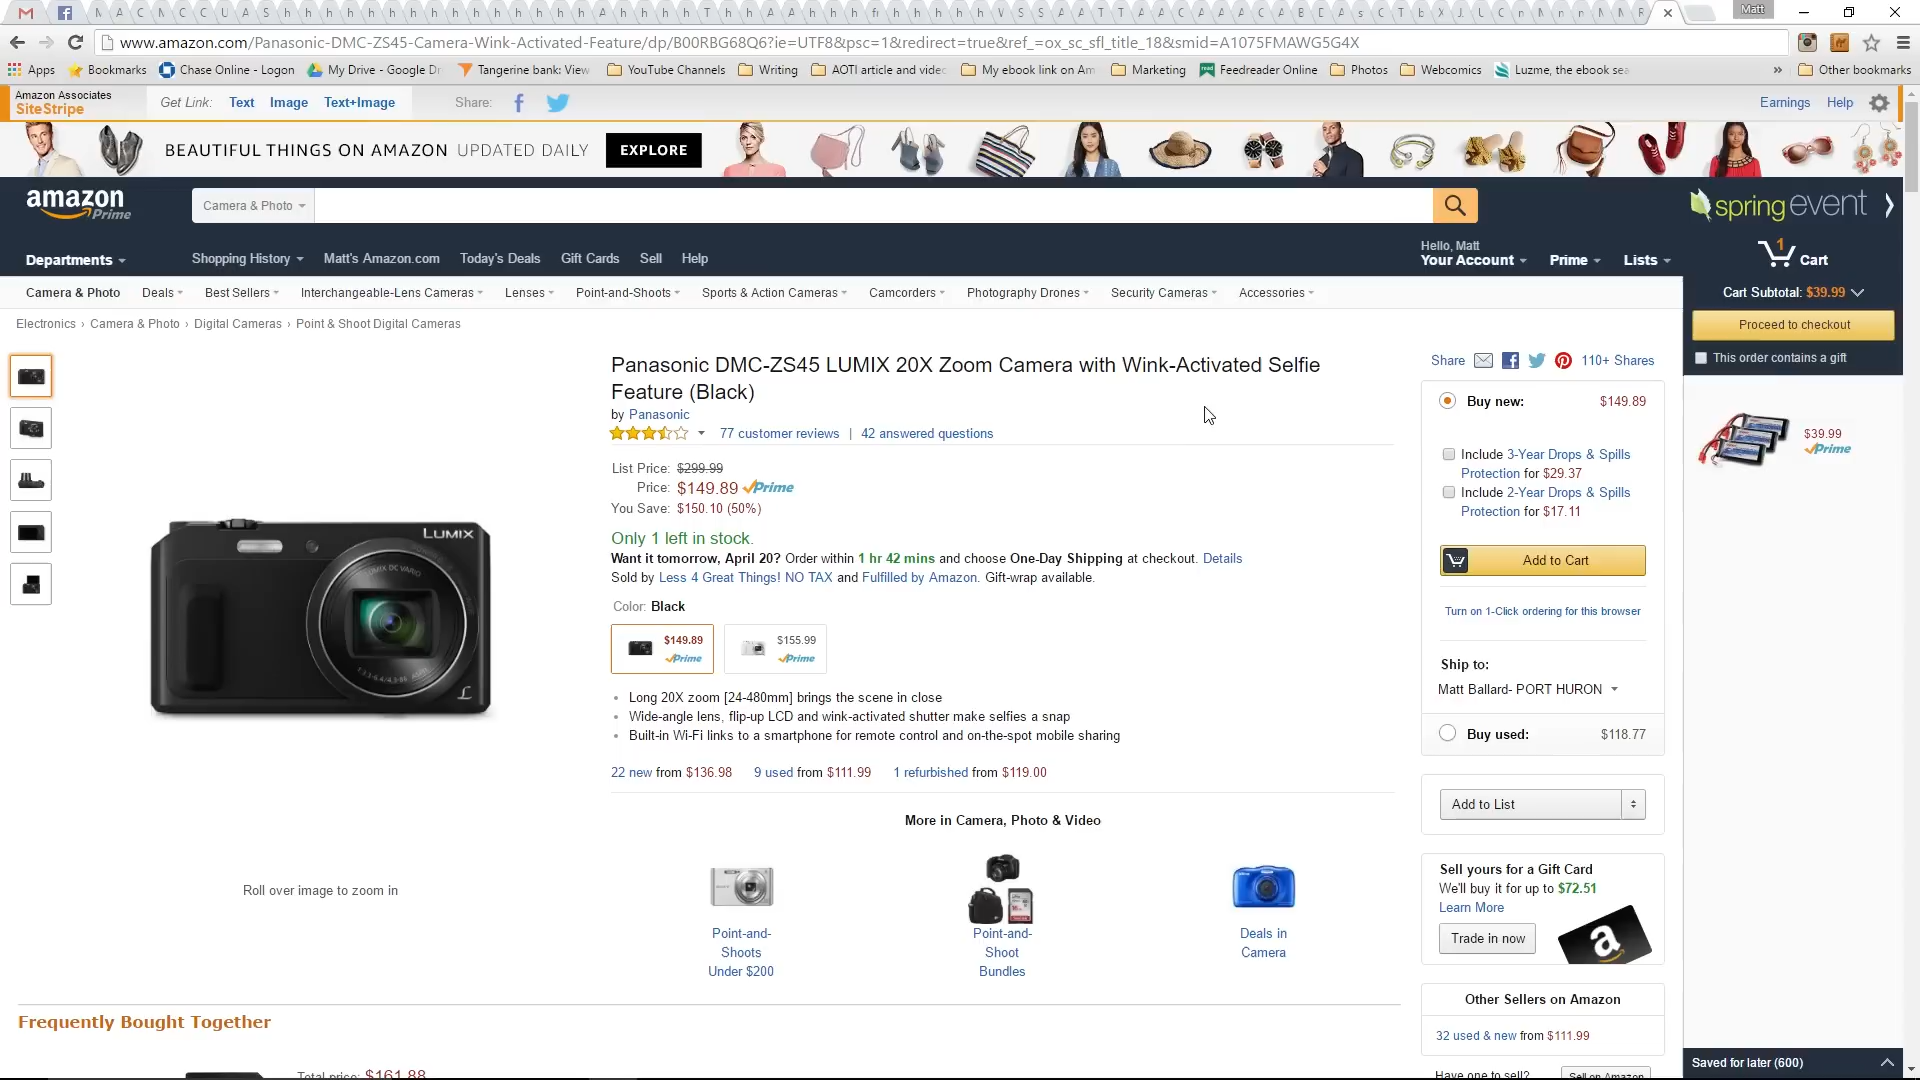 Matt
www.amazon.com/Panasonic-DMC-ZS45-Camera-Wink-Activated-Feature/dp/B00RBG68Q6?ie=UTF8&psc=1&redirect=true&ref_=ox_sc_sfl_title_18&smid=A1075FMAWG5G4X
Apps Bookmarks Chase Online - Logon My Drive - Google Dr Tangerine bank: View YouTube Channels Writing AOTI article and video My ebook link on Am Marketing Feedreader Online Photos Webcomics Luzme, the ebook sea » Other bookmarks
Amazon Associates
SiteStripe
Get Link: Text Image Text+Image Share: Earnings Help
BEAUTIFUL THINGS ON AMAZON UPDATED DAILY EXPLORE
amazon Prime
Camera & Photo
spring event
Departments
Shopping History Matt's Amazon.com Today's Deals Gift Cards Sell Help
Hello, Matt
Your Account Prime Lists
1 Cart
Camera & Photo Deals Best Sellers Interchangeable-Lens Cameras Lenses Point-and-Shoots Sports & Action Cameras Camcorders Photography Drones Security Cameras Accessories
Cart Subtotal: $39.99
Proceed to checkout
This order contains a gift
$39.99
Prime
Electronics › Camera & Photo › Digital Cameras › Point & Shoot Digital Cameras
LUMIX
LUMIX DC VARIO
L
Roll over image to zoom in
Panasonic DMC-ZS45 LUMIX 20X Zoom Camera with Wink-Activated Selfie
Feature (Black)
by Panasonic
77 customer reviews | 42 answered questions
List Price: $299.99
Price: $149.89 Prime
You Save: $150.10 (50%)
Only 1 left in stock.
Want it tomorrow, April 20? Order within 1 hr 42 mins and choose One-Day Shipping at checkout. Details
Sold by Less 4 Great Things! NO TAX and Fulfilled by Amazon. Gift-wrap available.
Color: Black
$149.89
Prime
$155.99
Prime
• Long 20X zoom [24-480mm] brings the scene in close
• Wide-angle lens, flip-up LCD and wink-activated shutter make selfies a snap
• Built-in Wi-Fi links to a smartphone for remote control and on-the-spot mobile sharing
22 new from $136.98 9 used from $111.99 1 refurbished from $119.00
More in Camera, Photo & Video
Point-and-
Shoots
Under $200
Point-and-
Shoot
Bundles
Deals in
Camera
Share 110+ Shares
Buy new: $149.89
Include 3-Year Drops & Spills
Protection for $29.37
Include 2-Year Drops & Spills
Protection for $17.11
Add to Cart
Turn on 1-Click ordering for this browser
Ship to:
Matt Ballard- PORT HURON
Buy used: $118.77
Add to List
Sell yours for a Gift Card
We'll buy it for up to $72.51
Learn More
Trade in now
a
Other Sellers on Amazon
32 used & new from $111.99
Have one to sell? Sell on Amazon
Frequently Bought Together
Total price: $161.88
Saved for later (600)